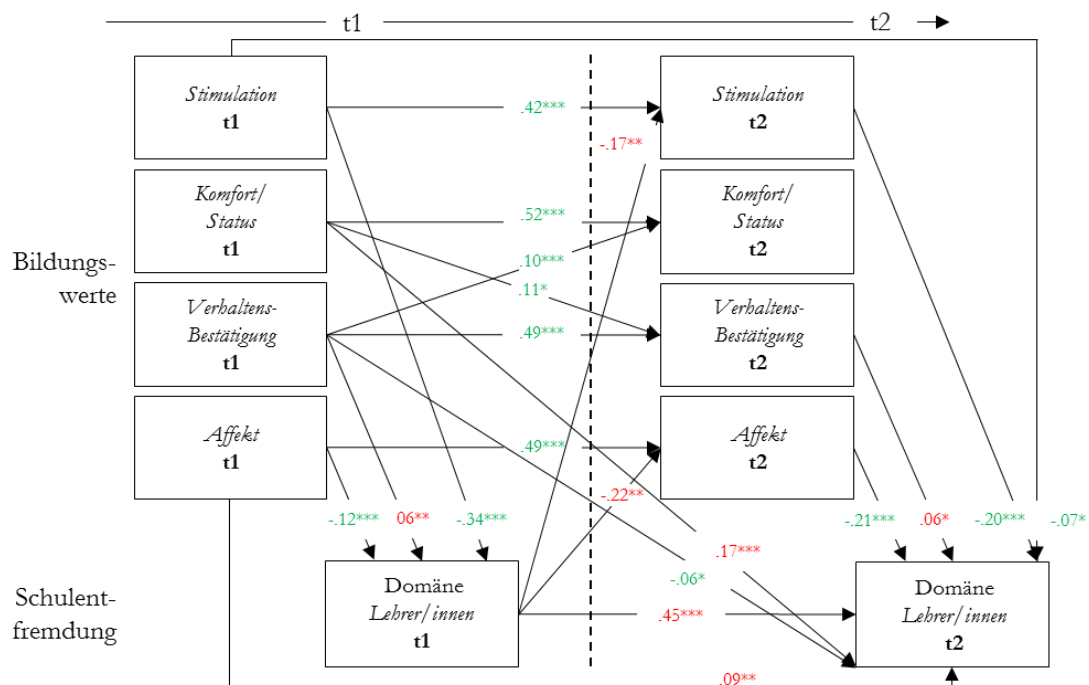 t1
t2
Stimulation
t1
Stimulation
t2
.42***
-.17**
Komfort/
Status
t1
Komfort/
Status
t2
.52***
.10***
.11*
Bildungs-
werte
Verhaltens-
Bestätigung
t1
Verhaltens-
Bestätigung
t2
.49***
Affekt
t1
Affekt
t2
.49***
-.22**
-.12***
06**
-.34***
-.21***
.06*
-.20***
-.07*
.17***
-.06*
Schulent-
fremdung
Domäne
Lehrer/innen
t1
.45***
Domäne
Lehrer/innen
t2
.09**